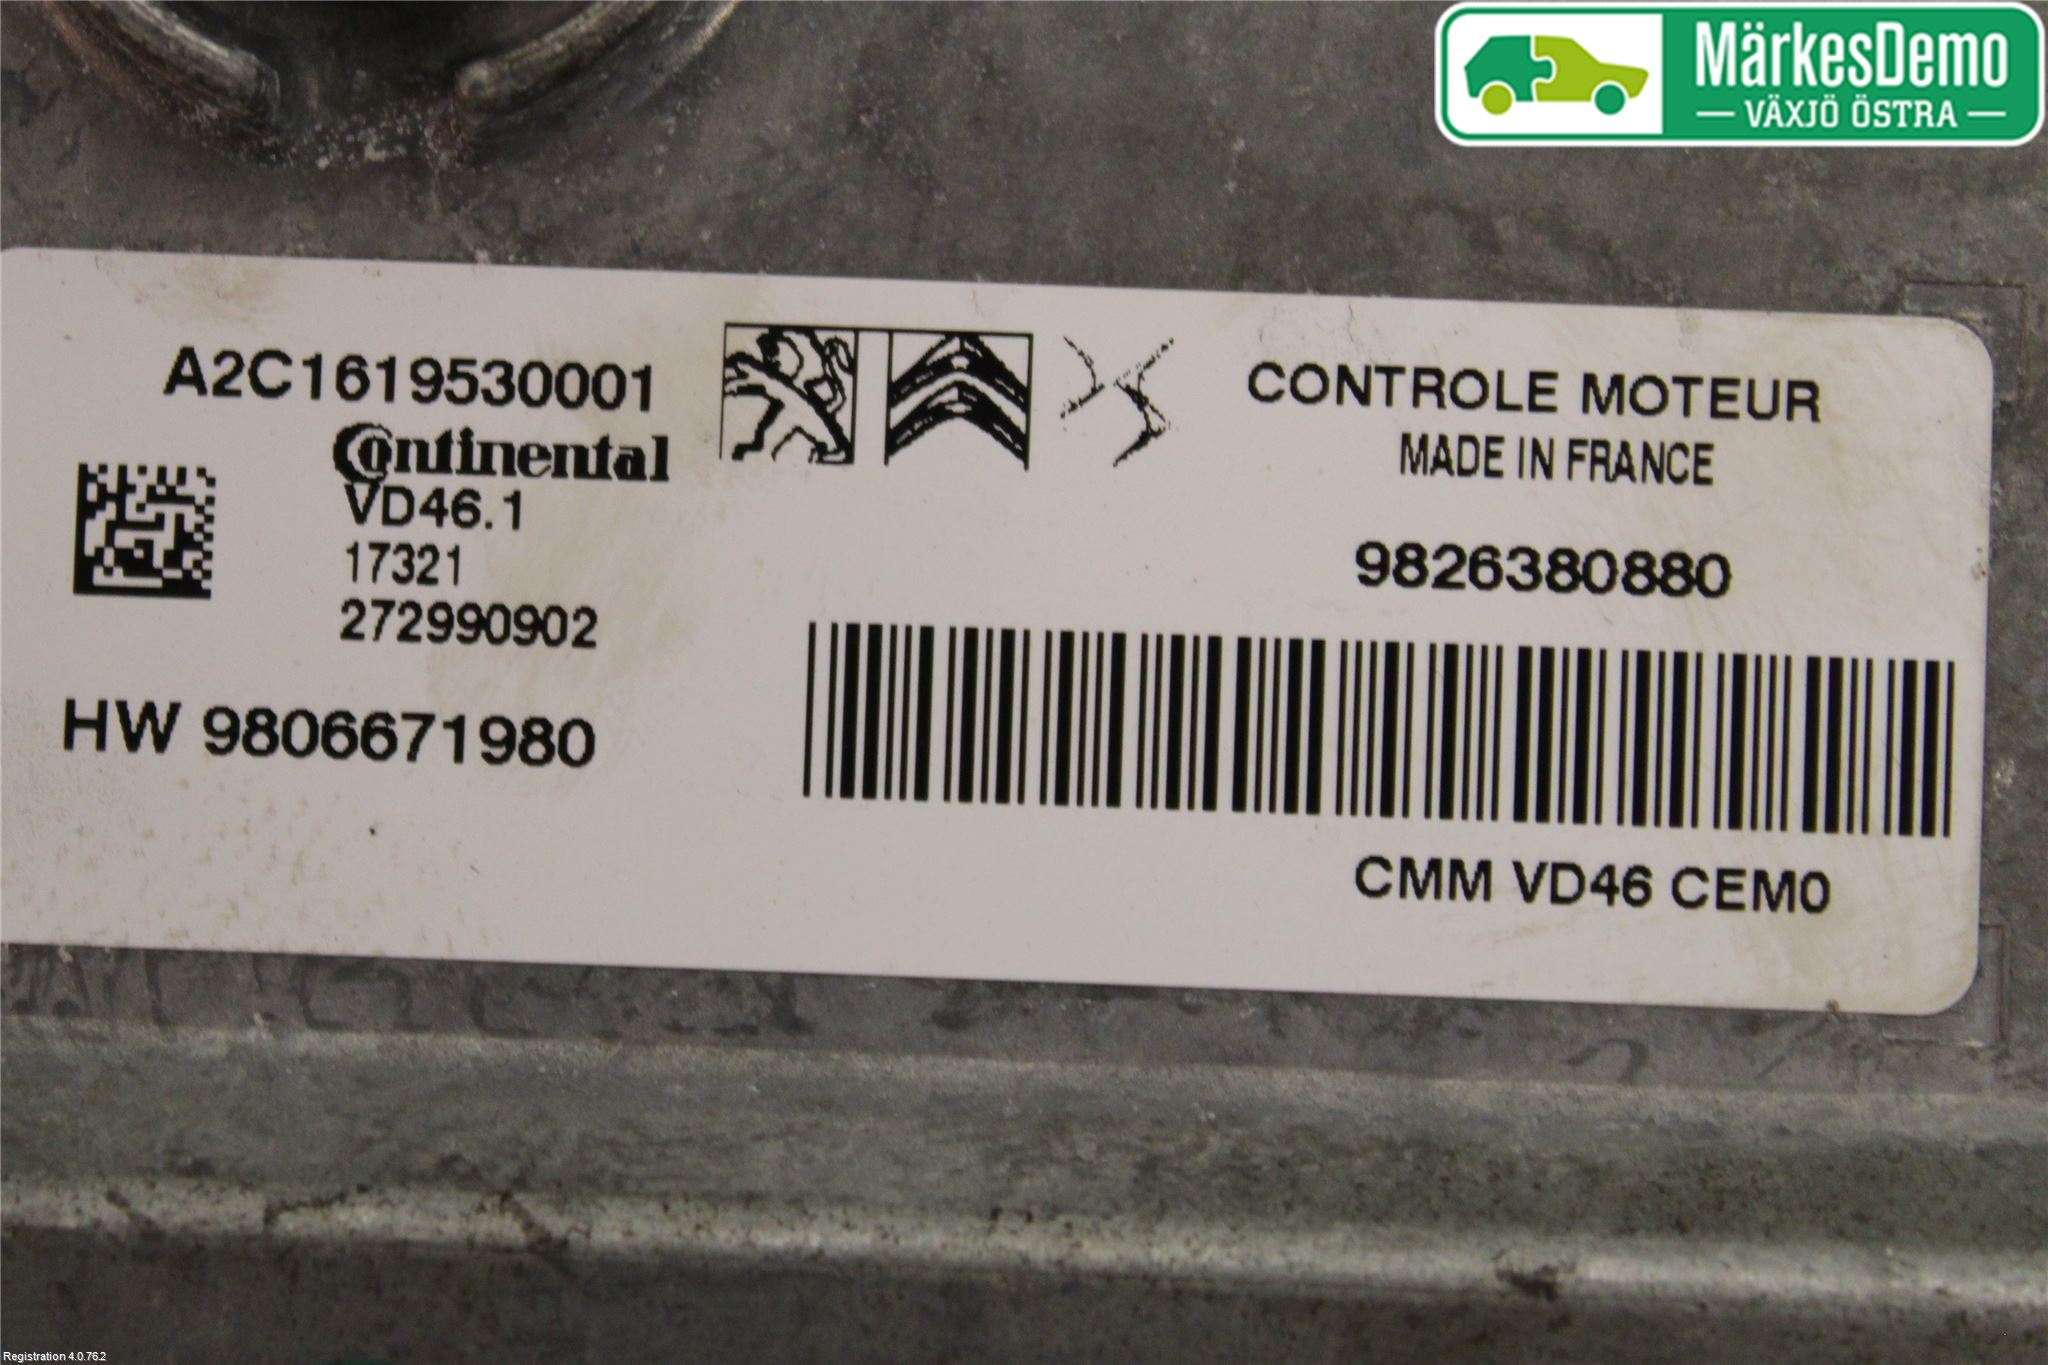 MärkesDemo
VÄXJÖ ÖSTRA
A2C1619530001
Continental
VD46.1
17321
272990902
HW 9806671980
CONTROLE MOTEUR
MADE IN FRANCE
9826380880
CMM VD46 CEM0
Registration 4.0.76.2